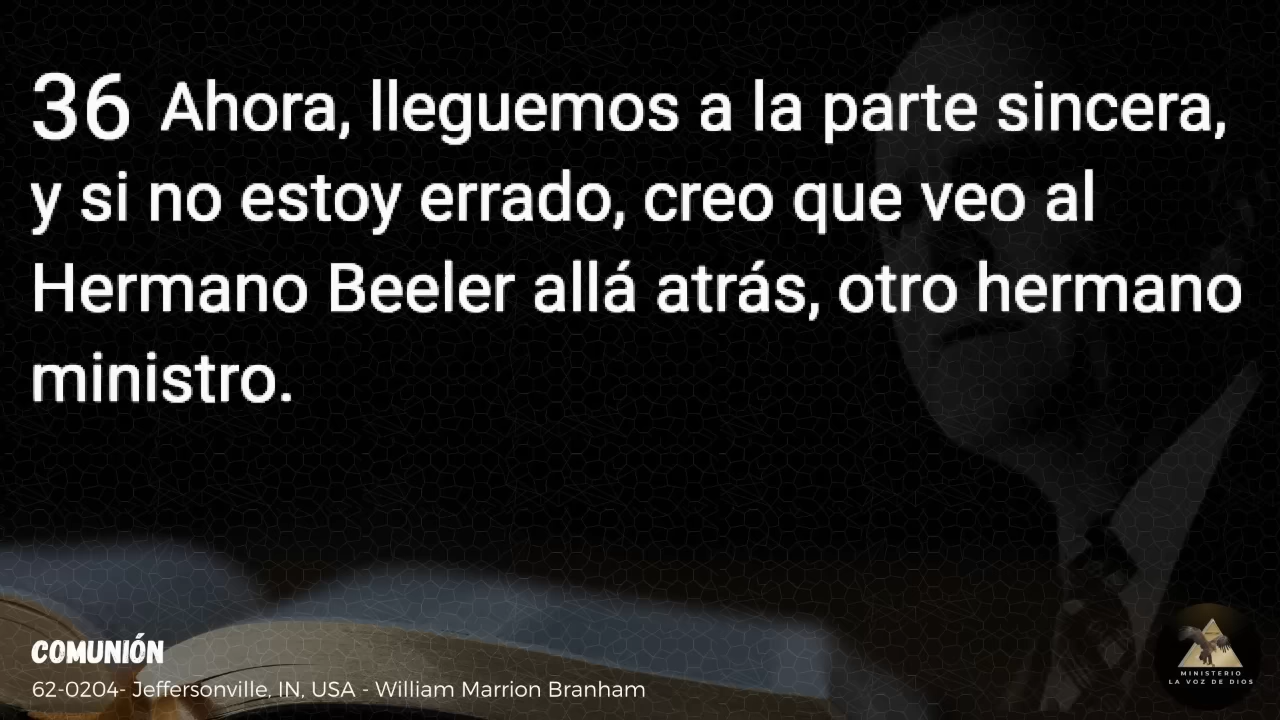 36 Ahora, lleguemos a la parte sincera,
y si no estoy errado, creo que veo al
Hermano Beeler allá atrás, otro hermano
ministro.
COMUNIÓN
62-0204- Jeffersonville, IN, USA - William Marrion Branham
MINISTERIO
LA VOZ DE DIOS